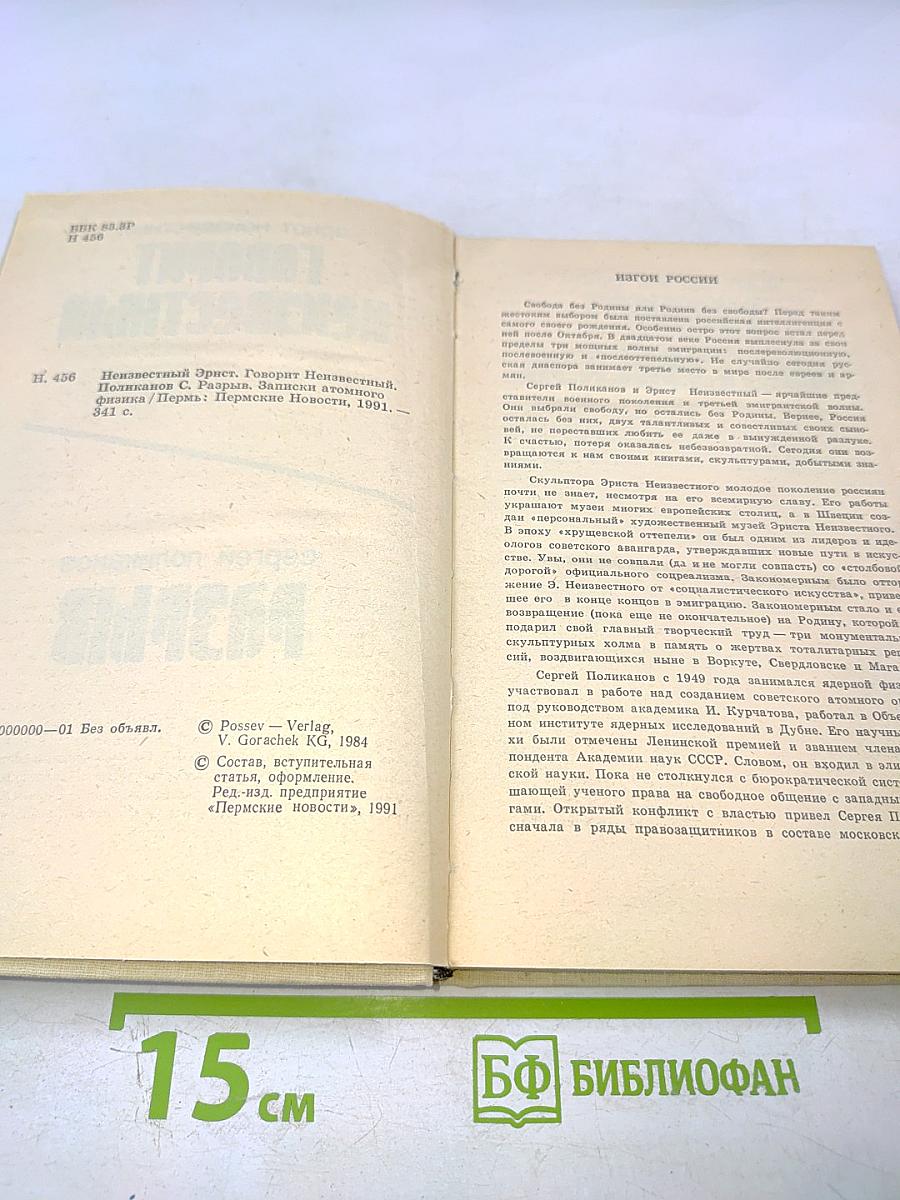 ББК 83.3Р
Н 456
Н. 456
Неизвестный Эрнст. Говорит Неизвестный.
Поликанов С. Разрыв. Записки атомного
физика/Пермь: Пермские Новости, 1991. —
341 с.
000000—01 Без объявл.
© Possev — Verlag,
V. Gorachek KG, 1984
© Состав, вступительная
статья, оформление.
Ред.-изд. предприятие
«Пермские новости», 1991
ИЗГОИ РОССИИ
Свобода без Родины или Родина без свободы? Перед таким
жестоким выбором была поставлена российская интеллигенция с
самого своего рождения. Особенно остро этот вопрос встал перед
ней после Октября. В двадцатом веке Россия выплеснула за свои
пределы три мощных волны эмиграции: послереволюционную,
послевоенную и «послеоттепельную». Не случайно сегодня рус-
ская диаспора занимает третье место в мире после евреев и ар-
мян.
Сергей Поликанов и Эрнст Неизвестный — ярчайшие пред-
ставители военного поколения и третьей эмигрантской волны.
Они выбрали свободу, но остались без Родины. Вернее, Россия
осталась без них, двух талантливых и совестливых своих сыно-
вей, не переставших любить ее даже в вынужденной разлуке.
К счастью, потеря оказалась небезвозвратной. Сегодня они воз-
вращаются к нам своими книгами, скульптурами, добытыми зна-
ниями.
Скульптора Эрнста Неизвестного молодое поколение россиян
почти не знает, несмотря на его всемирную славу. Его работы
украшают музеи многих европейских столиц, а в Швеции соз-
дан «персональный» художественный музей Эрнста Неизвестного.
В эпоху «хрущевской оттепели» он был одним из лидеров и иде-
ологов советского авангарда, утверждавших новые пути в искус-
стве. Увы, они не совпали (да и не могли совпасть) со «столбовой
дорогой» официального соцреализма. Закономерным было оттор-
жение Э. Неизвестного от «социалистического искусства», приве
шее его в конце концов в эмиграцию. Закономерным стало и е
возвращение (пока еще не окончательное) на Родину, которой
подарил свой главный творческий труд — три монументаль
скульптурных холма в память о жертвах тоталитарных реп
сий, воздвигающихся ныне в Воркуте, Свердловске и Мага
Сергей Поликанов с 1949 года занимался ядерной физ
участвовал в работе над созданием советского атомного о
под руководством академика И. Курчатова, работал в Объе
ном институте ядерных исследований в Дубне. Его научны
хи были отмечены Ленинской премией и званием члена
пондента Академии наук СССР. Словом, он входил в эли
ской науки. Пока не столкнулся с бюрократической сист
шающей ученого права на свободное общение с западны
гами. Открытый конфликт с властью привел Сергея П
сначала в ряды правозащитников в составе московск
15 см
БФ БИБЛИОФАН